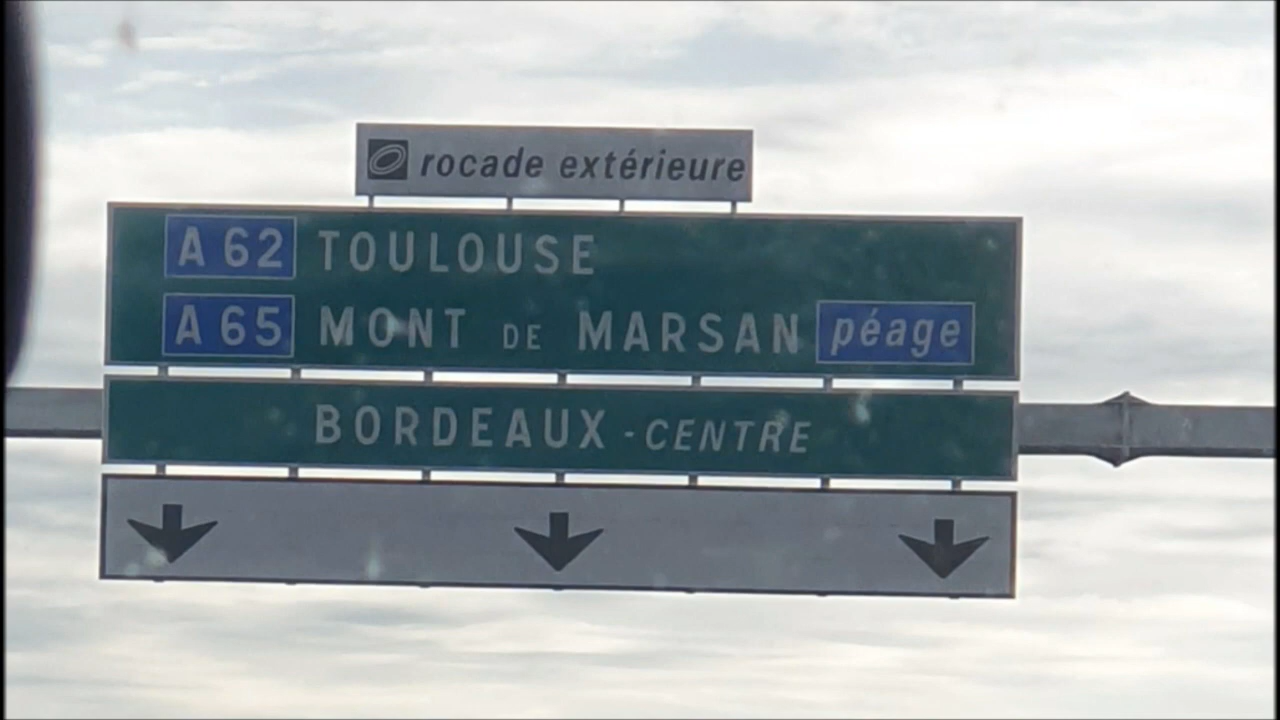 rocade extérieure
A 62 TOULOUSE
A 65 MONT DE MARSAN péage
BORDEAUX - CENTRE